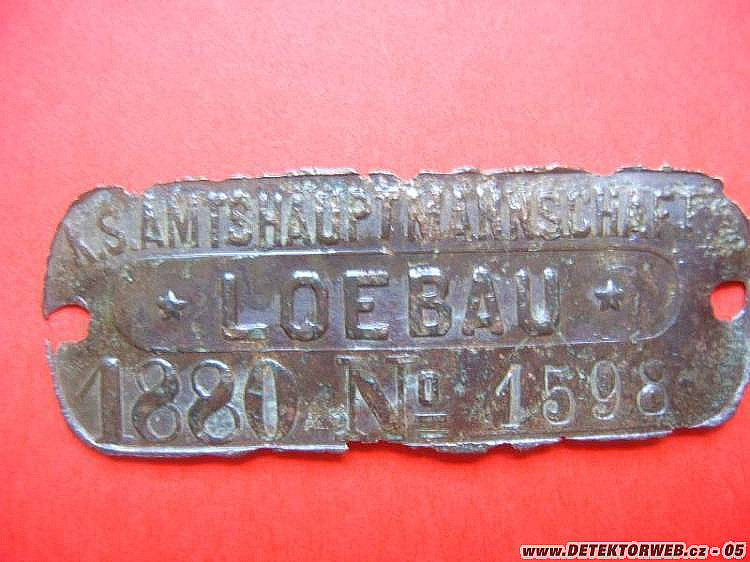 K.S. AMTSHAUPTMANNSCHAFT
★ LOEBAU ★
1880 No 1598
www.DETEKTORWEB.cz - 05